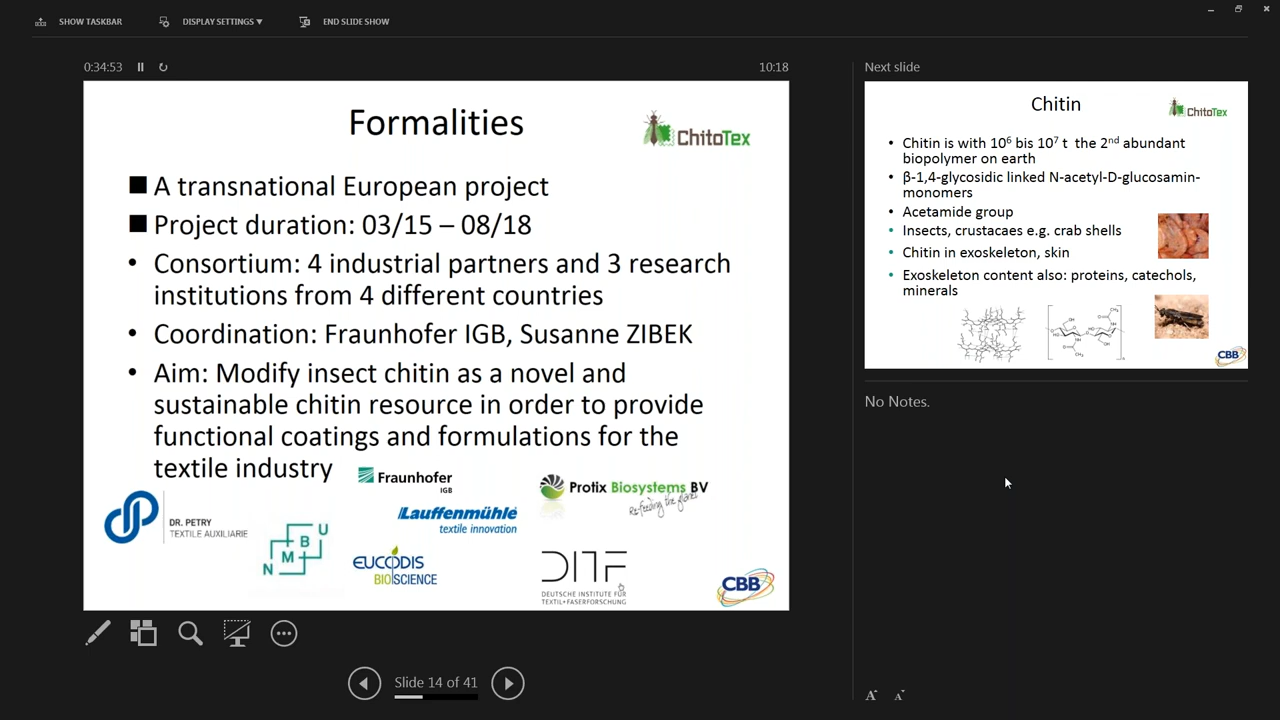 SHOW TASKBAR
DISPLAY SETTINGS ▼
END SLIDE SHOW
0:34:53
10:18
Formalities
ChitoTex
■ A transnational European project
■ Project duration: 03/15 – 08/18
• Consortium: 4 industrial partners and 3 research
institutions from 4 different countries
• Coordination: Fraunhofer IGB, Susanne ZIBEK
• Aim: Modify insect chitin as a novel and
sustainable chitin resource in order to provide
functional coatings and formulations for the
textile industry
Fraunhofer
IGB
Protix Biosystems BV
Re-feeding the planet
DR. PETRY
TEXTILE AUXILIARIE
Lauffenmühle
textile innovation
N M B U
EUCODIS
BIOSCIENCE
DITF
DEUTSCHE INSTITUTE FÜR
TEXTIL+FASERFORSCHUNG
CBB
Slide 14 of 41
Next slide
Chitin
ChitoTex
• Chitin is with 10⁶ bis 10⁷ t the 2ⁿᵈ abundant
biopolymer on earth
• β-1,4-glycosidic linked N-acetyl-D-glucosamin-
monomers
• Acetamide group
• Insects, crustacaes e.g. crab shells
• Chitin in exoskeleton, skin
• Exoskeleton content also: proteins, catechols,
minerals
CBB
No Notes.
A A